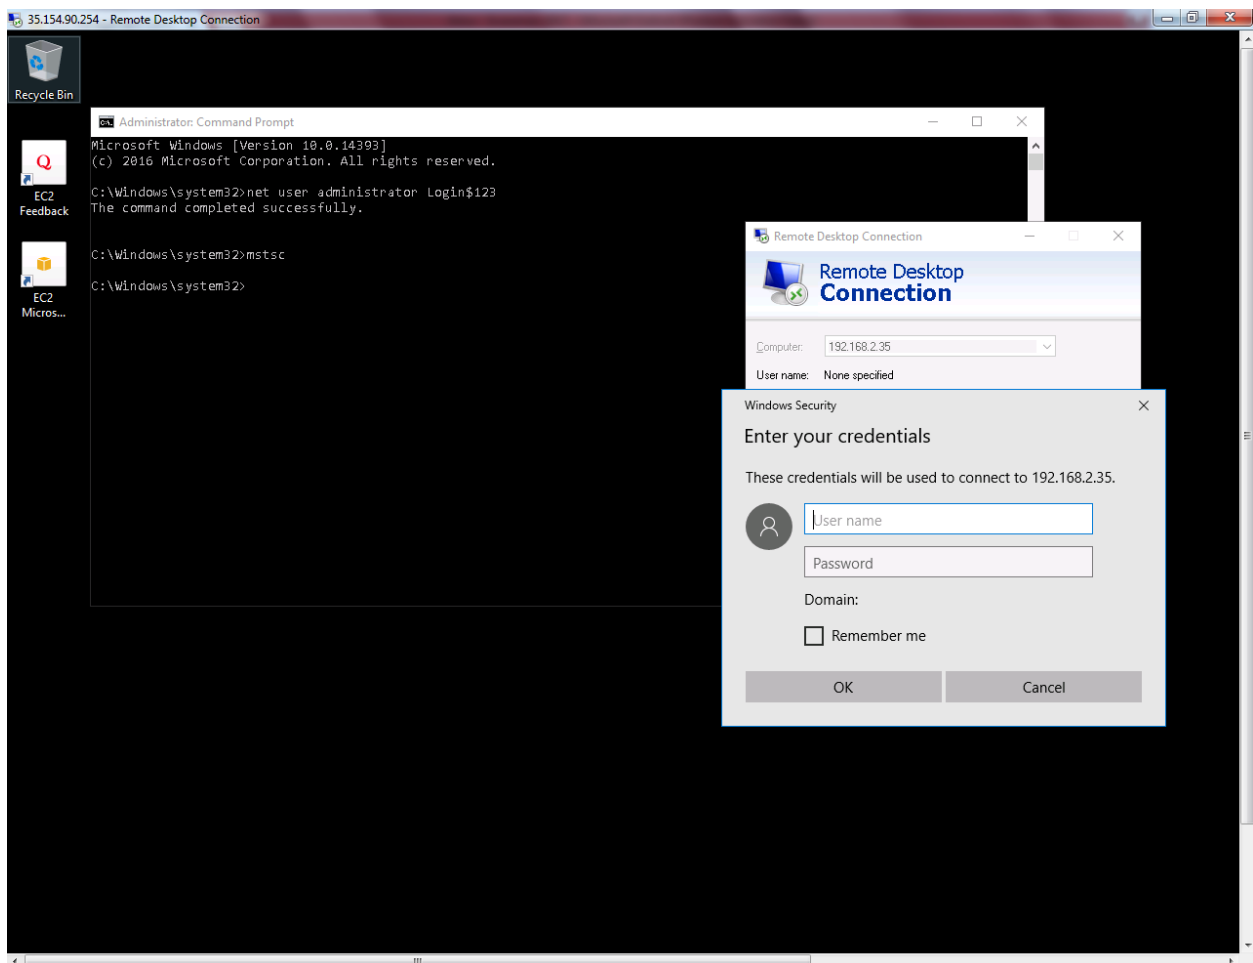 35.154.90.254 - Remote Desktop Connection
Recycle Bin
Administrator: Command Prompt
Microsoft Windows [Version 10.0.14393]
(c) 2016 Microsoft Corporation. All rights reserved.
C:\Windows\system32>net user administrator Login$123
The command completed successfully.
C:\Windows\system32>mstsc
C:\Windows\system32>
Q
EC2
Feedback
EC2
Micros...
Remote Desktop Connection
Remote Desktop
Connection
Computer:
192.168.2.35
User name:
None specified
Windows Security
Enter your credentials
These credentials will be used to connect to 192.168.2.35.
User name
Password
Domain:
Remember me
OK
Cancel